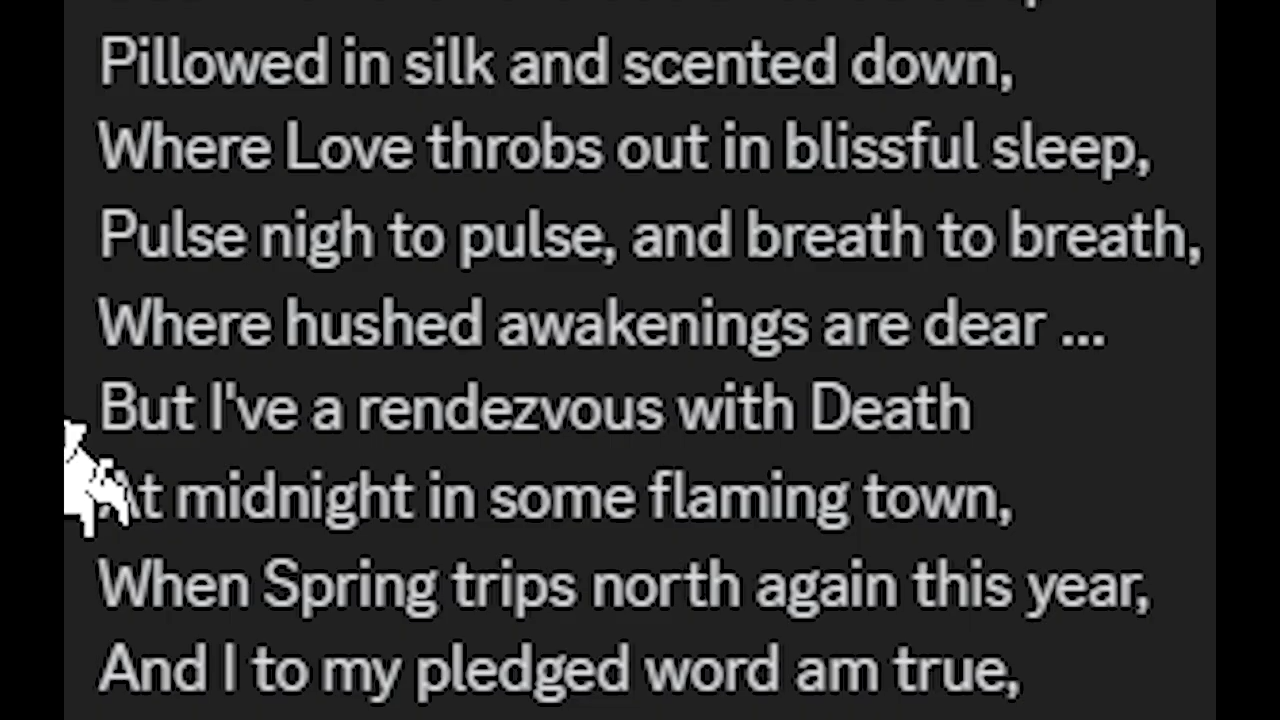 Pillowed in silk and scented down,
Where Love throbs out in blissful sleep,
Pulse nigh to pulse, and breath to breath,
Where hushed awakenings are dear ...
But I've a rendezvous with Death
At midnight in some flaming town,
When Spring trips north again this year,
And I to my pledged word am true,